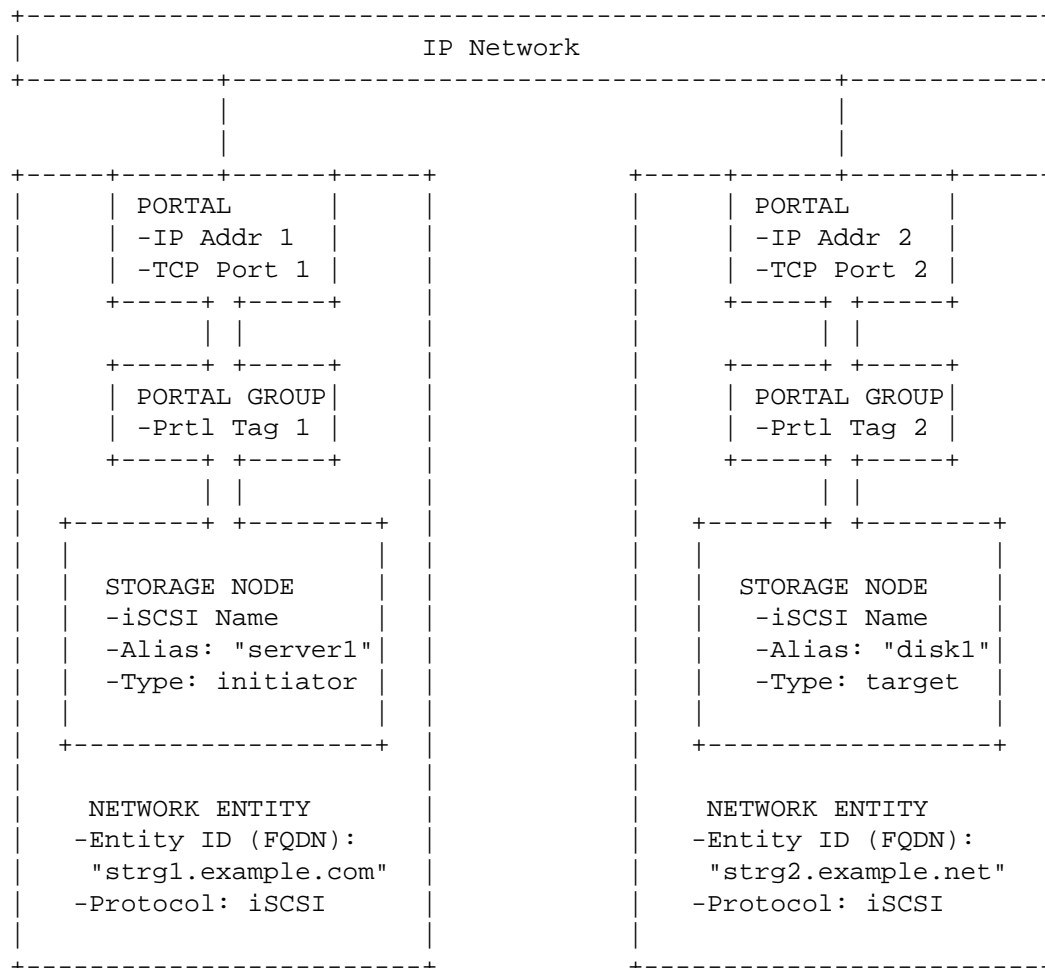 IP Network
PORTAL PORTAL
-IP Addr 1 -IP Addr 2
-TCP Port 1 -TCP Port 2
PORTAL GROUP PORTAL GROUP
-Prtl Tag 1 -Prtl Tag 2
STORAGE NODE STORAGE NODE
-iSCSI Name -iSCSI Name
-Alias: "server1" -Alias: "disk1"
-Type: initiator -Type: target
NETWORK ENTITY NETWORK ENTITY
-Entity ID (FQDN): -Entity ID (FQDN):
"strg1.example.com" "strg2.example.net"
-Protocol: iSCSI -Protocol: iSCSI